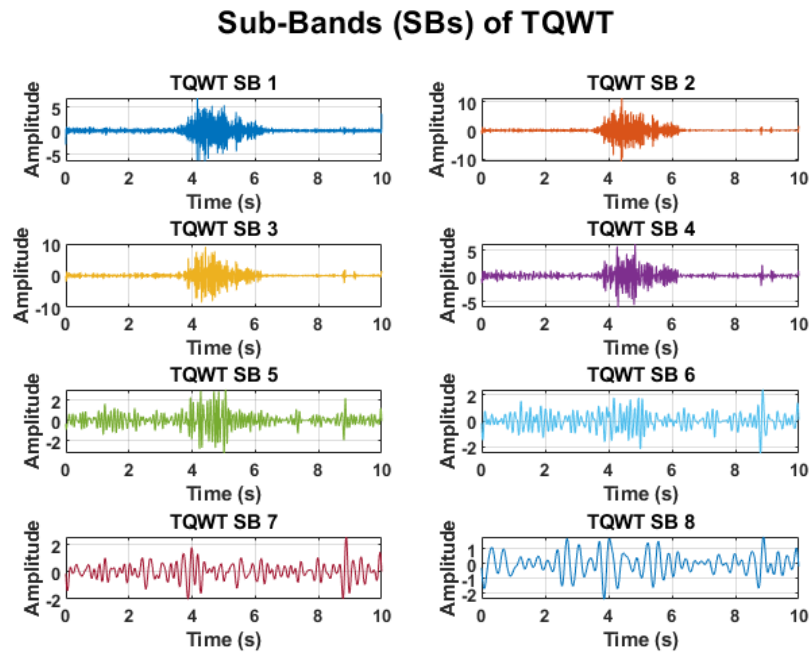 Sub-Bands (SBs) of TQWT
TQWT SB 1
Amplitude
5
0
-5
0 2 4 6 8 10
Time (s)
TQWT SB 2
Amplitude
10
0
-10
0 2 4 6 8 10
Time (s)
TQWT SB 3
Amplitude
10
0
-10
0 2 4 6 8 10
Time (s)
TQWT SB 4
Amplitude
5
0
-5
0 2 4 6 8 10
Time (s)
TQWT SB 5
Amplitude
2
0
-2
0 2 4 6 8 10
Time (s)
TQWT SB 6
Amplitude
2
0
-2
0 2 4 6 8 10
Time (s)
TQWT SB 7
Amplitude
2
0
-2
0 2 4 6 8 10
Time (s)
TQWT SB 8
Amplitude
1
0
-1
-2
0 2 4 6 8 10
Time (s)